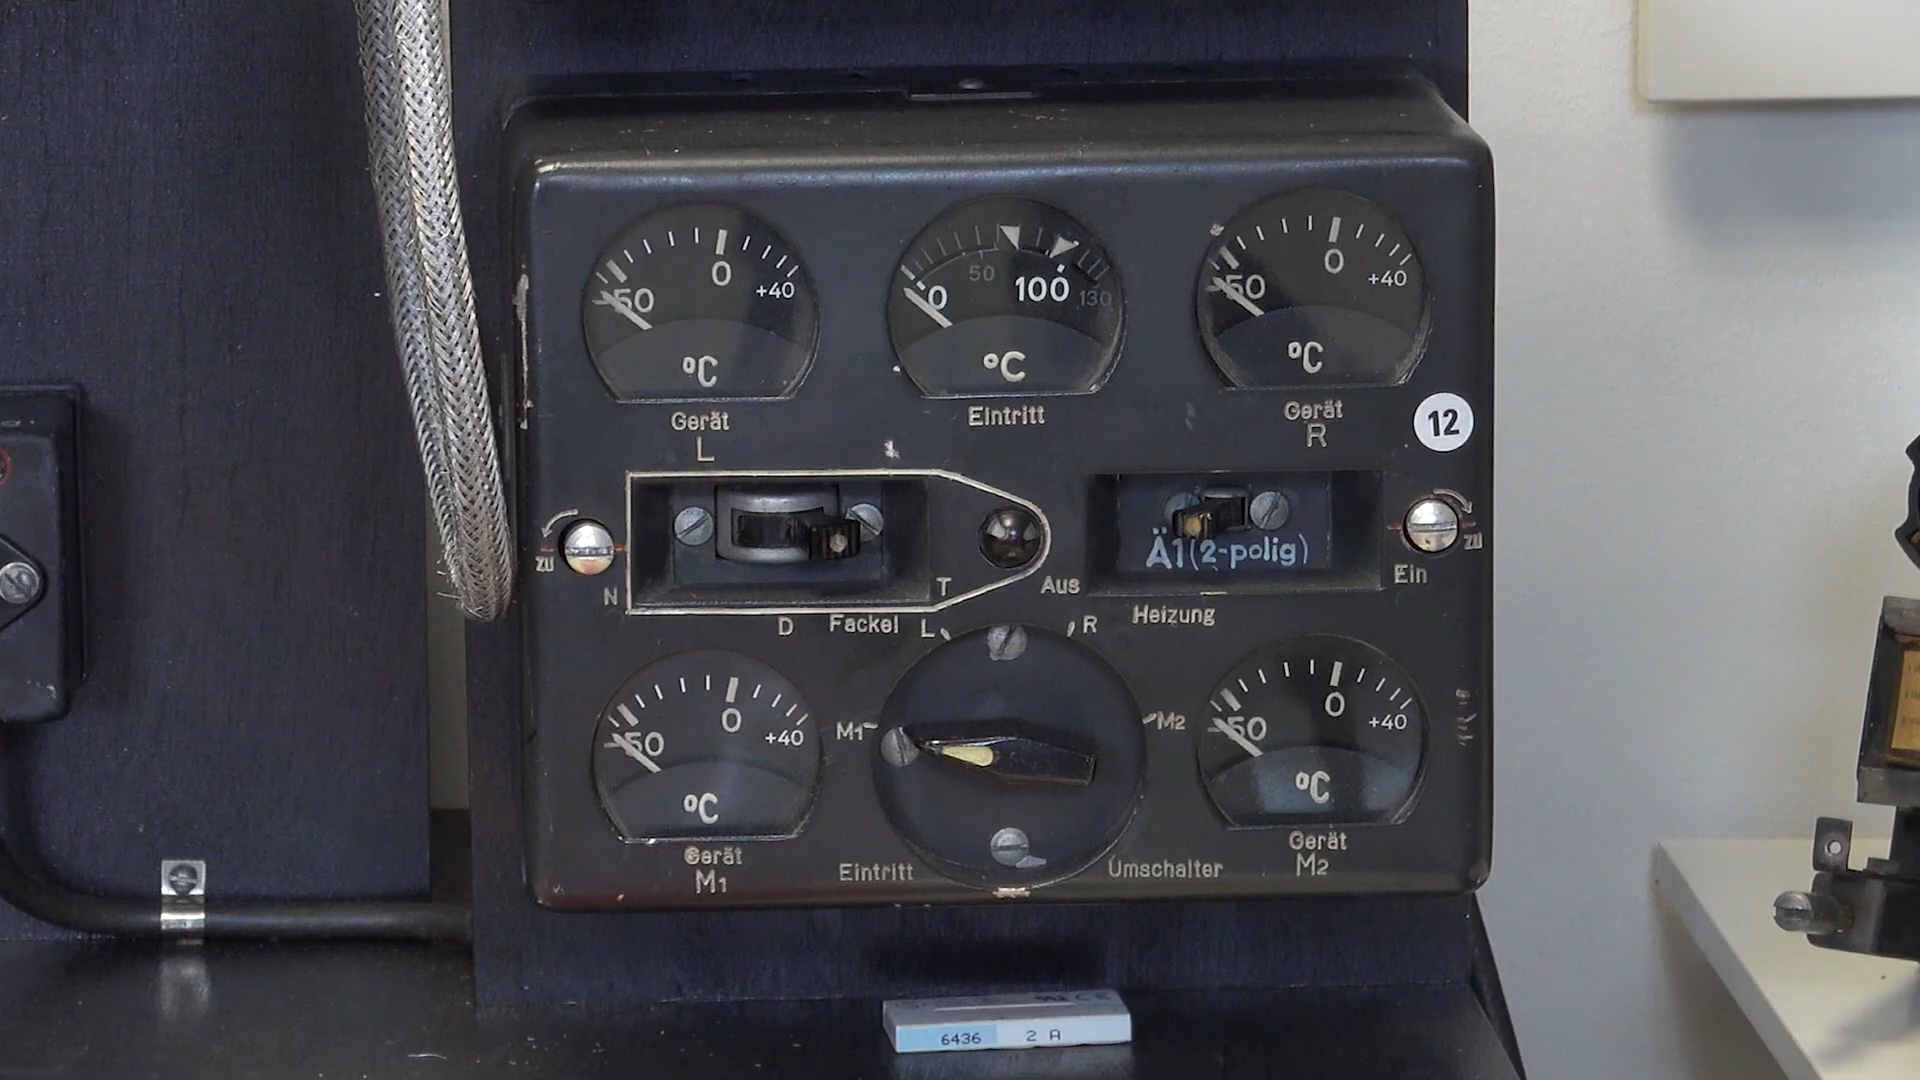 -50 0 +40
°C
Gerät
L
0 50 100 130
°C
Eintritt
-50 0 +40
°C
Gerät
R
12
zu
N
D
Fackel
T
Aus
Ä1(2-polig)
Heizung
Ein
zu
L
R
M1
M2
Eintritt
Umschalter
-50 0 +40
°C
Gerät
M1
-50 0 +40
°C
Gerät
M2
6436 2 A